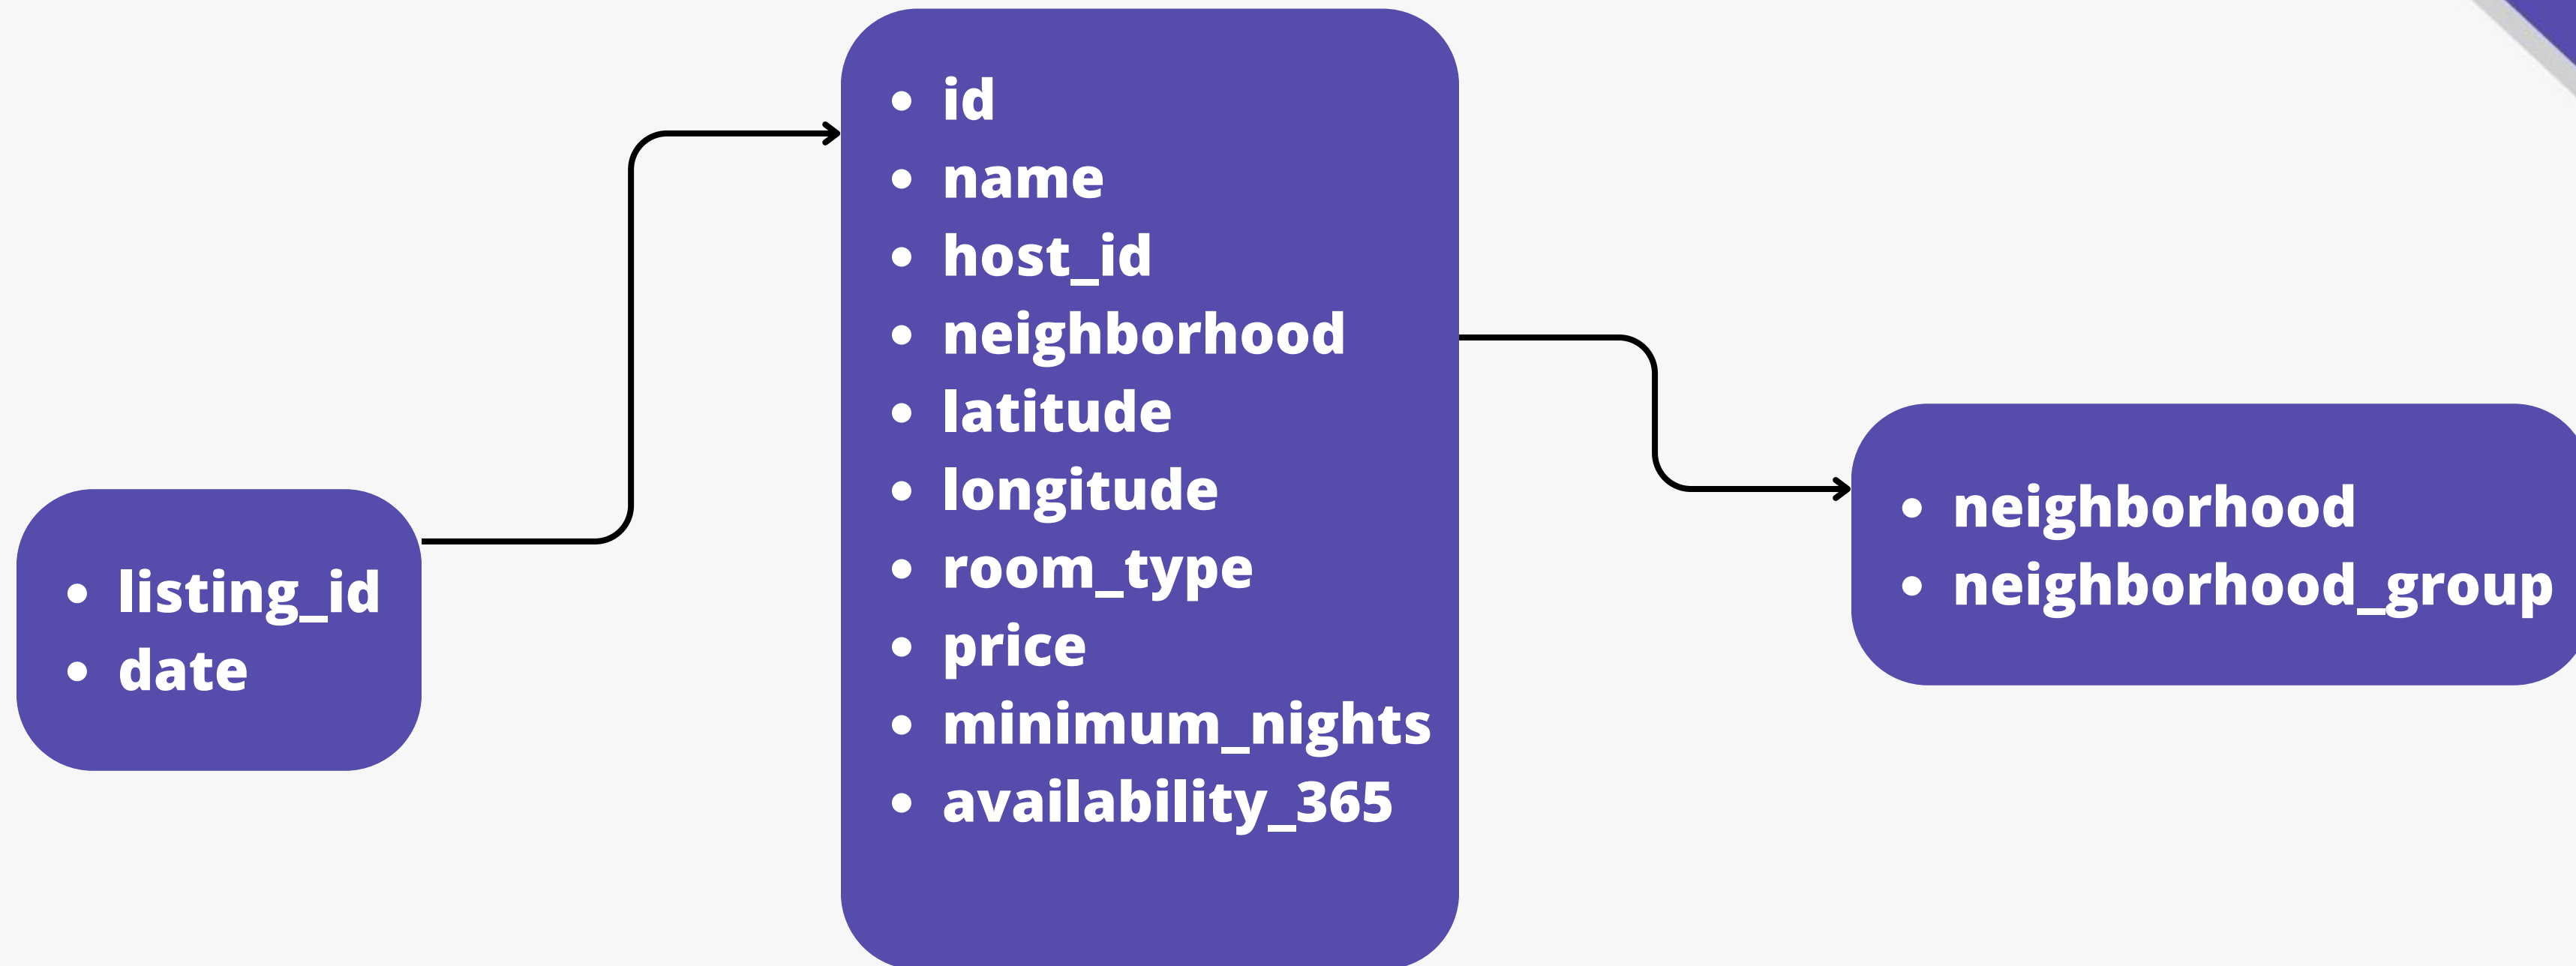 listing_id
date
id
name
host_id
neighborhood
latitude
longitude
room_type
price
minimum_nights
availability_365
neighborhood
neighborhood_group